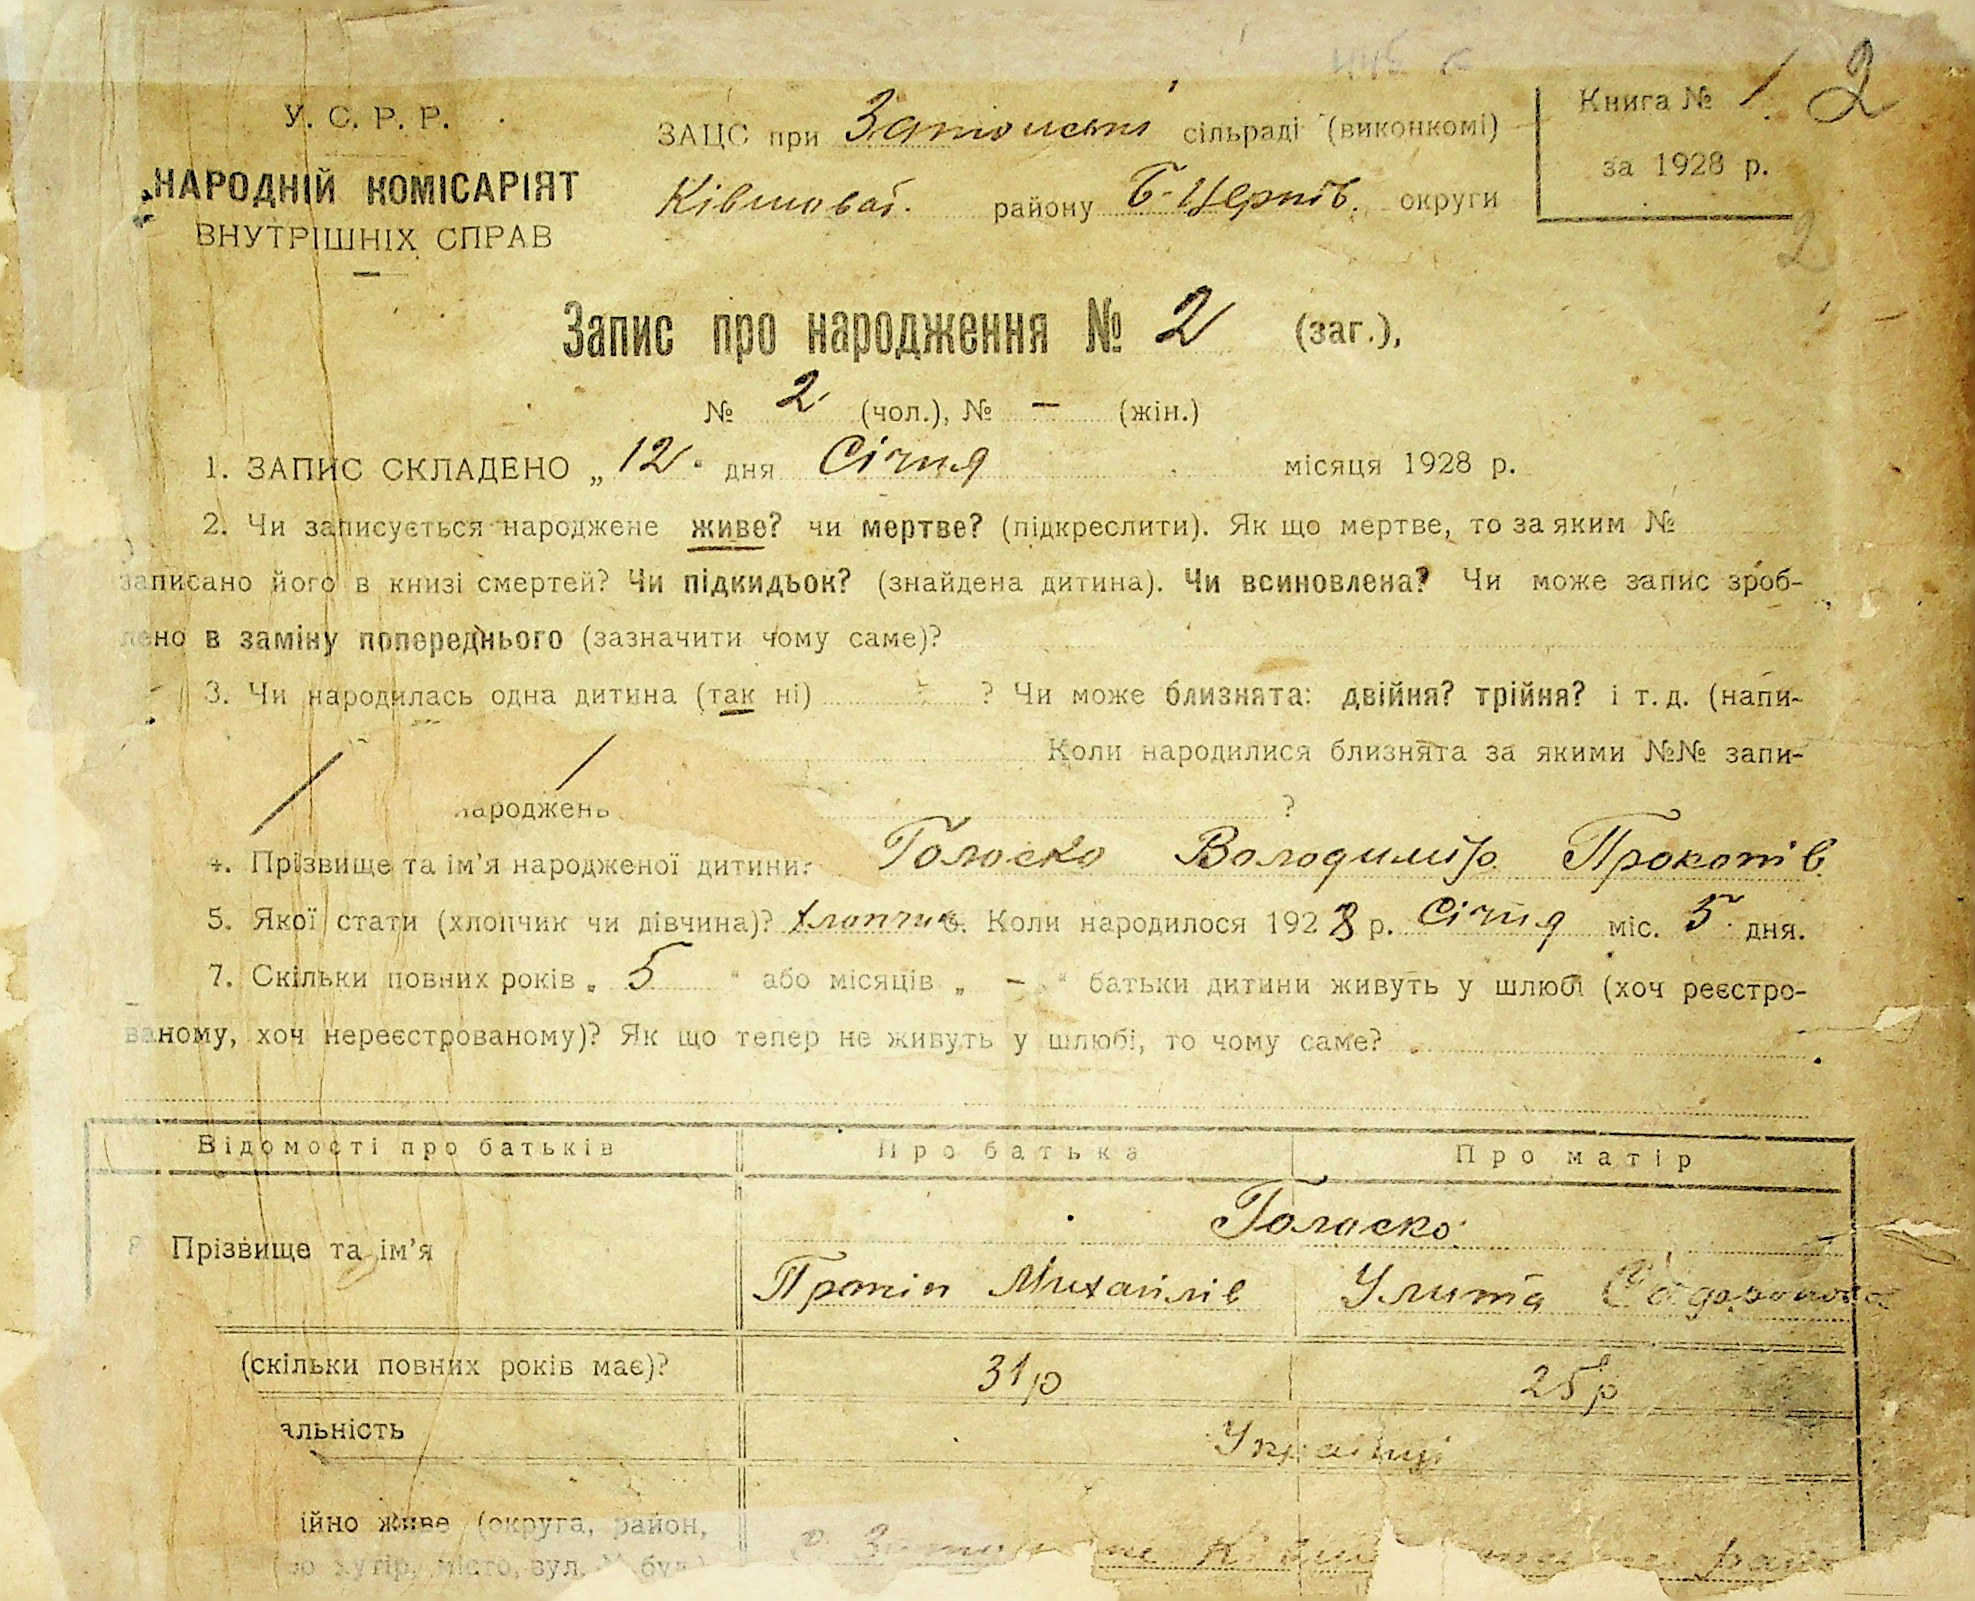 Книга № 1. 2
У. С. Р. Р.
ЗАЦС при сільраді (виконкомі)
за 1928 р.
НАРОДНІЙ КОМІСАРІЯТ
району Б-Церків. округи
ВНУТРІШНІХ СПРАВ
2
Запис про народження № 2 (заг.),
№ 2 (чол.), № — (жін.)
1. ЗАПИС СКЛАДЕНО „12" дня Січня місяця 1928 р.
2. Чи записується народжене живе? чи мертве? (підкреслити). Як що мертве, то за яким №
записано його в книзі смертей? Чи підкидьок? (знайдена дитина). Чи всиновлена? Чи може запис зроб-
лено в заміну попереднього (зазначити чому саме)?
3. Чи народилась одна дитина (так ні) ? Чи може близнята: двійня? трійня? і т. д. (напи-
Коли народилися близнята за якими №№ запи-
народжень ?
4. Прізвище та ім'я народженої дитини: Голоско Володимир Прокопів
5. Якої стати (хлопчик чи дівчина)? хлопчик. Коли народилося 1928 р. Січня міс. 5 дня.
7. Скільки повних років „ 5 " або місяців „ – " батьки дитини живуть у шлюбі (хоч реєстро-
ваному, хоч нереєстрованому)? Як що тепер не живуть у шлюбі, то чому саме?
Відомості про батьків Про батька Про матір
Голоско
8 Прізвище та ім'я
Прокіп Михайлів Улита
(скільки повних років має)? 31 р 25 р
альність Українці
ійно живе (округа, район,
хутір, місто, вул.